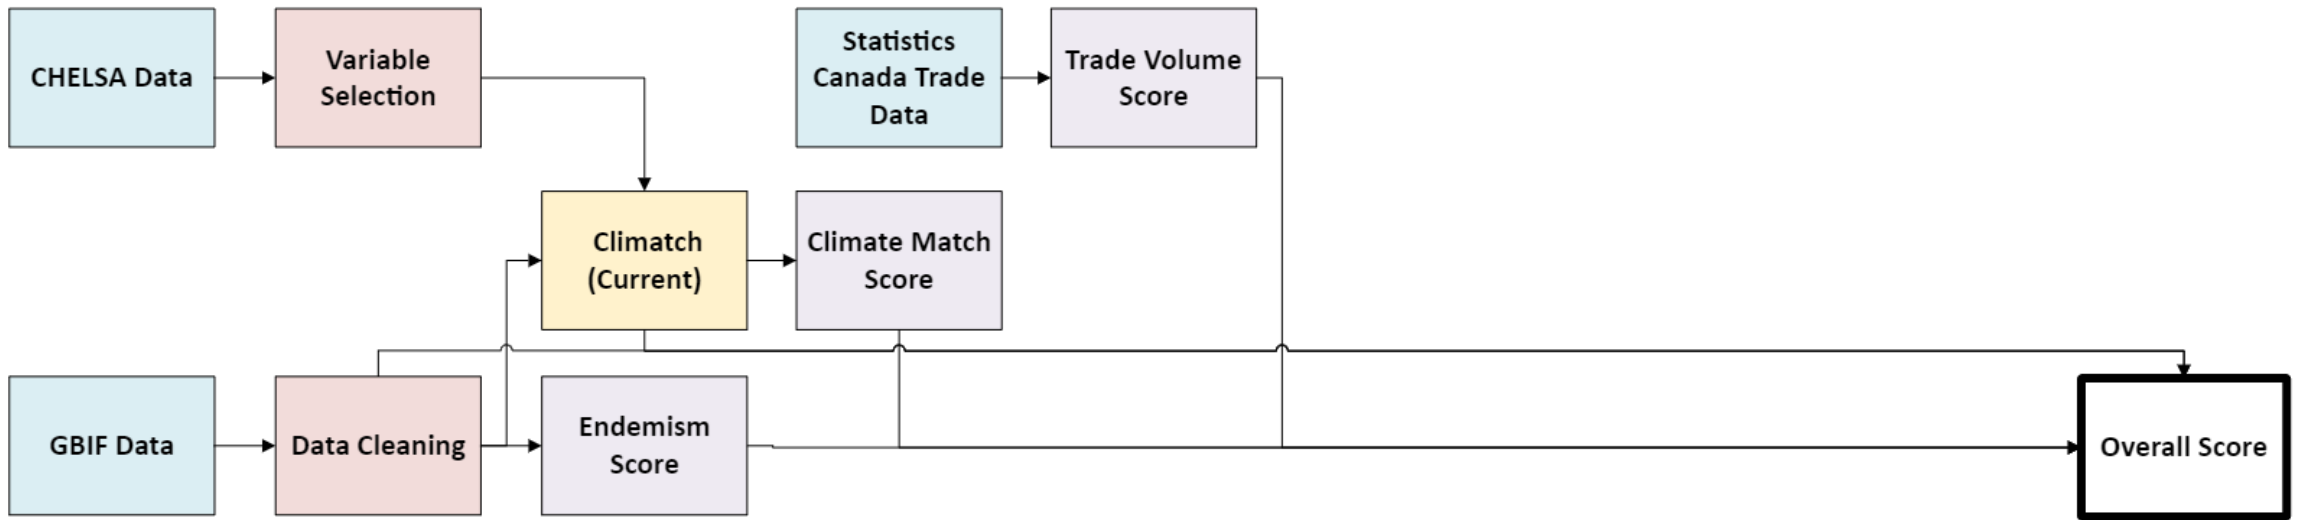 CHELSA Data
Variable
Selection
Statistics
Canada Trade
Data
Trade Volume
Score
Climatch
(Current)
Climate Match
Score
GBIF Data
Data Cleaning
Endemism
Score
Overall Score